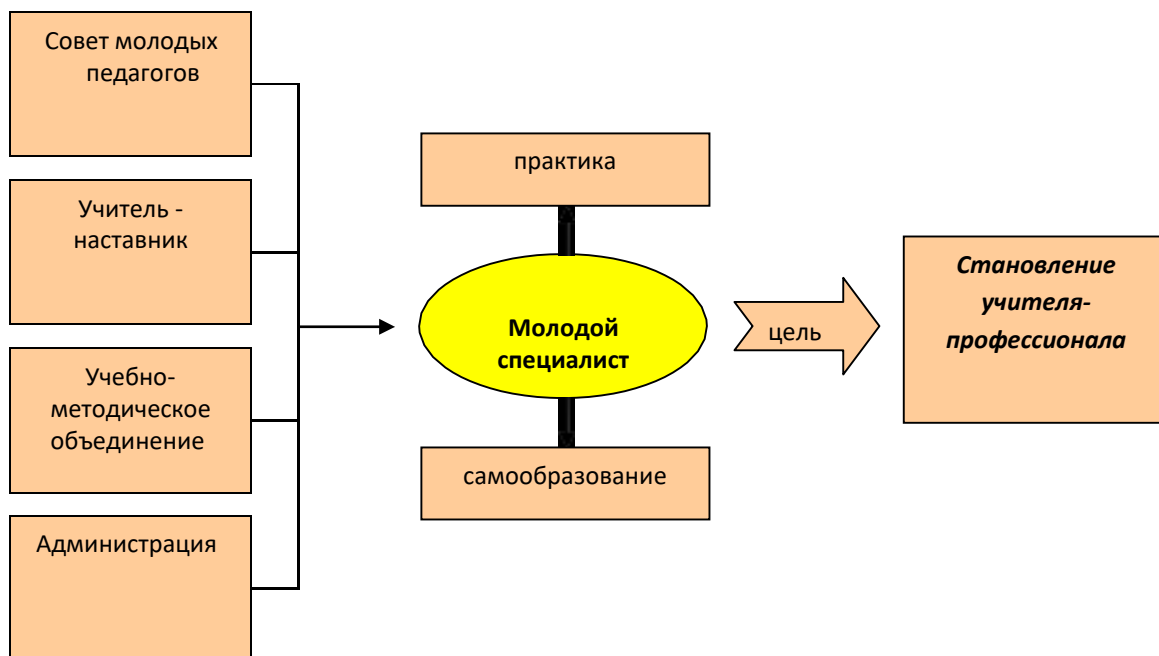 Совет молодых
педагогов
Учитель -
наставник
Учебно-
методическое
объединение
Администрация
практика
Молодой
специалист
самообразование
цель
Становление
учителя-
профессионала